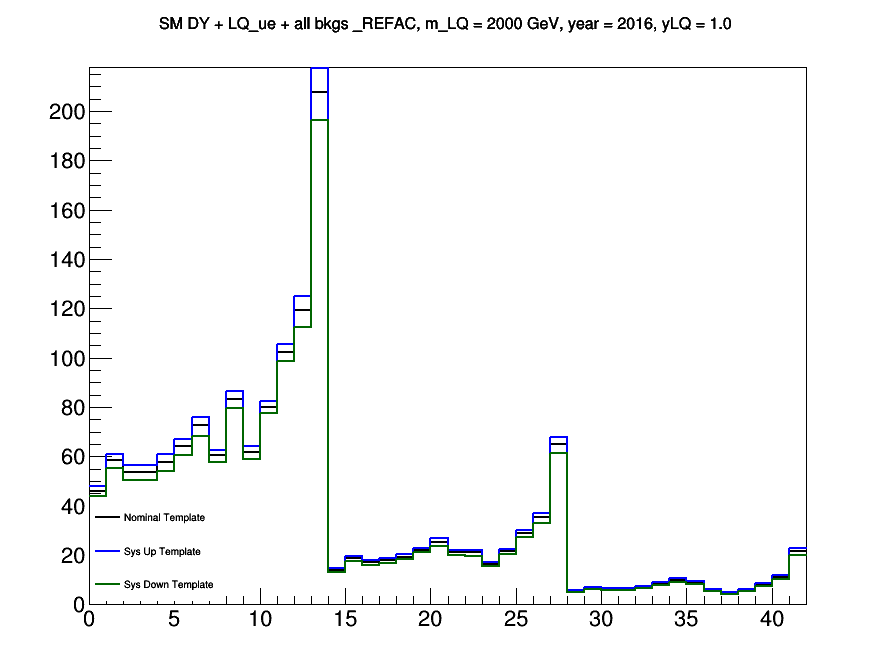 SM DY + LQ_ue + all bkgs _REFAC, m_LQ = 2000 GeV, year = 2016, yLQ = 1.0
200
180
160
140
120
100
80
60
40
20
0
Nominal Template
Sys Up Template
Sys Down Template
0 5 10 15 20 25 30 35 40